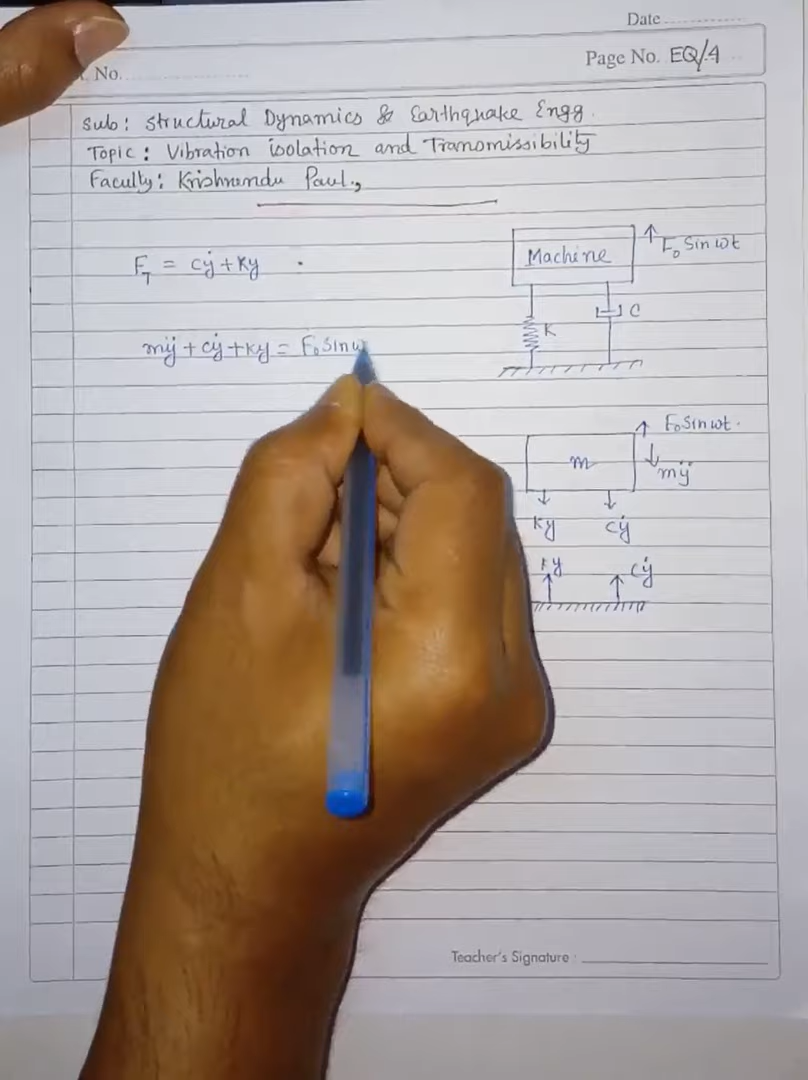 Date
No.
Page No. EQ/4
Sub: Structural Dynamics & Earthquake Engg.
Topic: Vibration isolation and Transmissibility
Faculty: Krishnendu Paul.,
F_T = cẏ + Ky
mÿ + cẏ + Ky = F₀ Sin ω
Machine
F₀ Sin ωt
K
C
F₀ Sin ωt.
m
mÿ
Ky
cẏ
Ky
cẏ
Teacher's Signature :